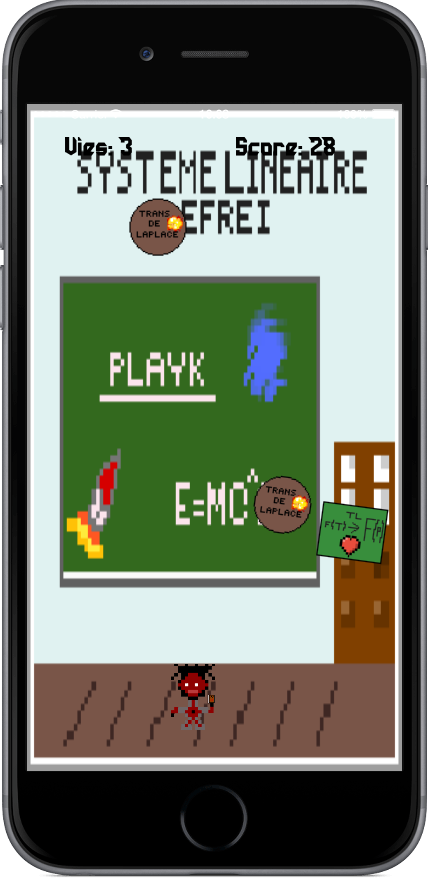 Vies: 3 Score: 28
SYSTEME LINEAIRE
EFREI
TRANS
DE
LAPLACE
PLAYK
E=MC^
TRANS
DE
LAPLACE
TL
F(T)→F(P)